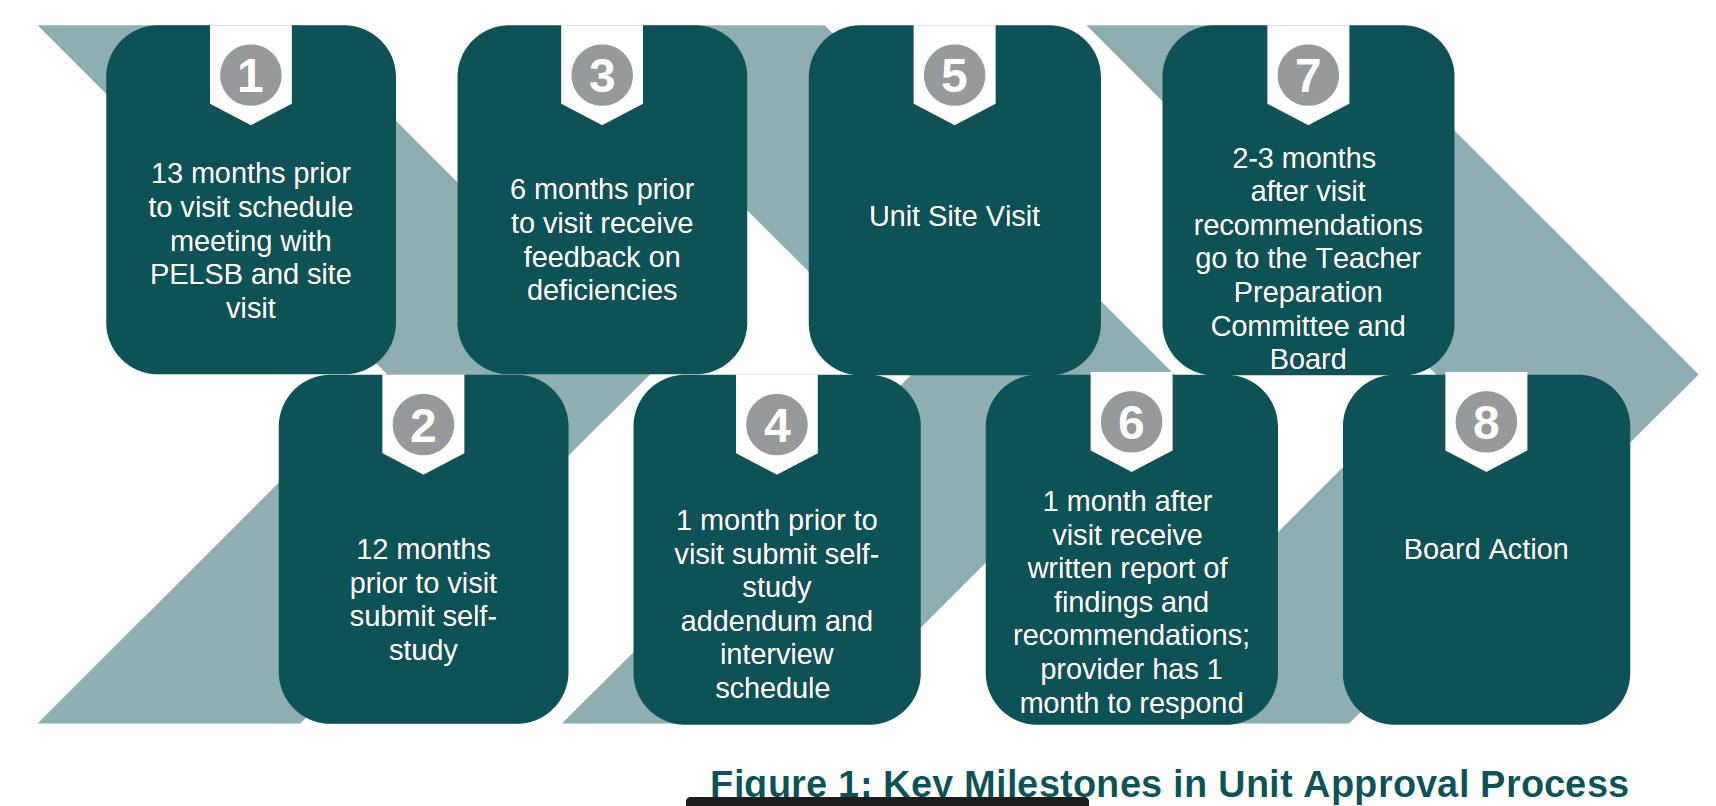 1
13 months prior
to visit schedule
meeting with
PELSB and site
visit
2
12 months
prior to visit
submit self-
study
3
6 months prior
to visit receive
feedback on
deficiencies
4
1 month prior to
visit submit self-
study
addendum and
interview
schedule
5
Unit Site Visit
6
1 month after
visit receive
written report of
findings and
recommendations;
provider has 1
month to respond
7
2-3 months
after visit
recommendations
go to the Teacher
Preparation
Committee and
Board
8
Board Action
Figure 1: Key Milestones in Unit Approval Process